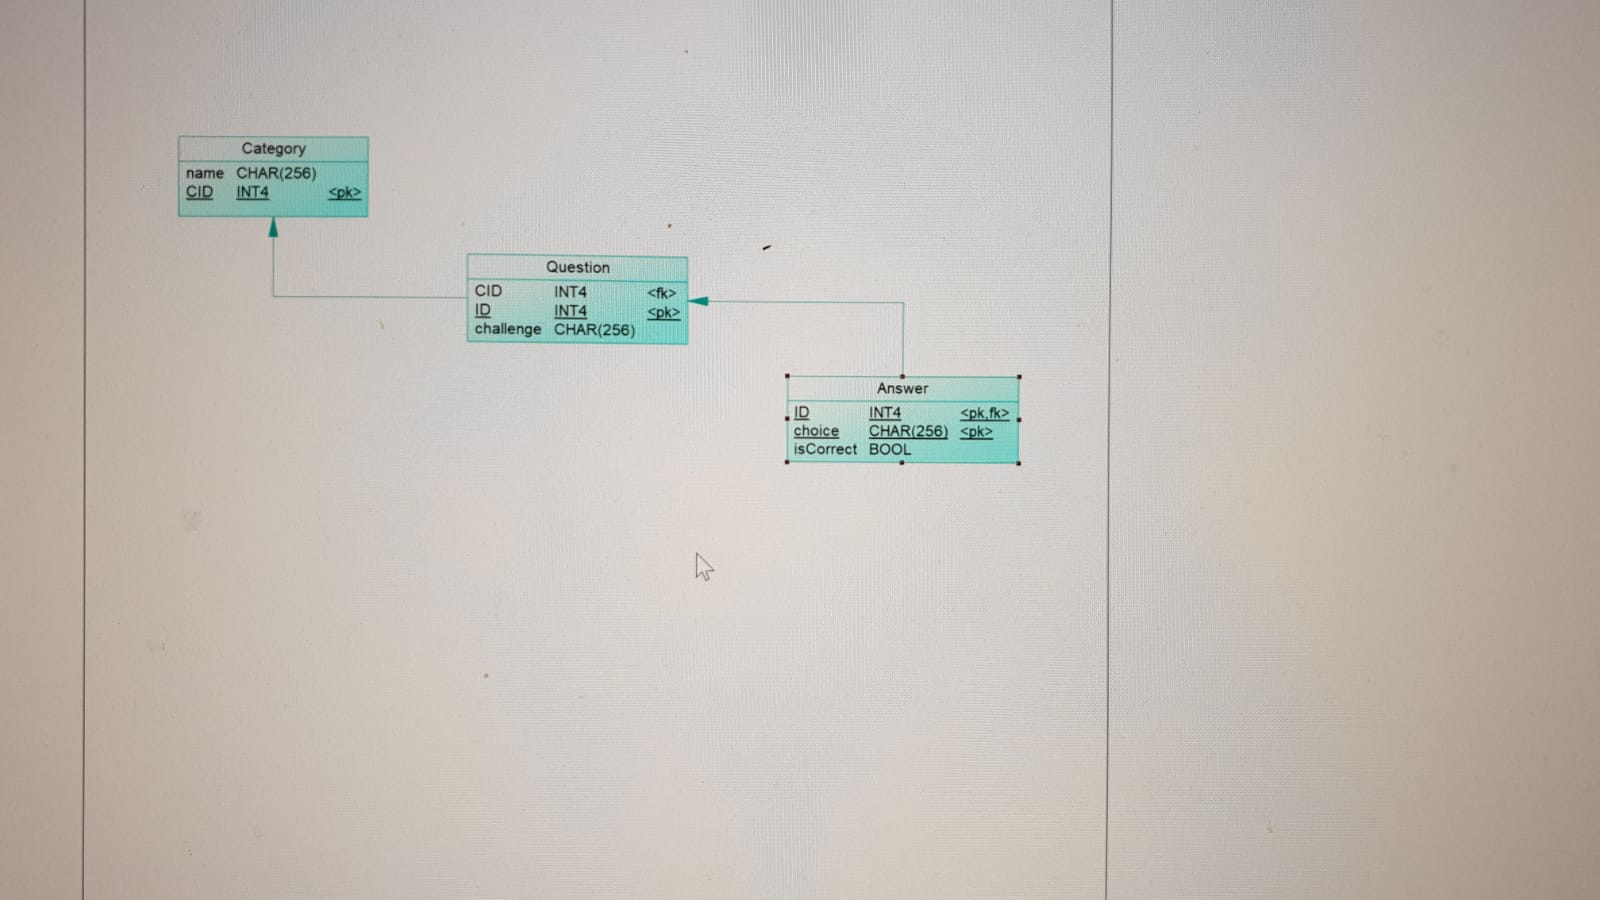 Category
name CHAR(256)
CID INT4 <pk>
Question
CID INT4 <fk>
ID INT4 <pk>
challenge CHAR(256)
Answer
ID INT4 <pk,fk>
choice CHAR(256) <pk>
isCorrect BOOL